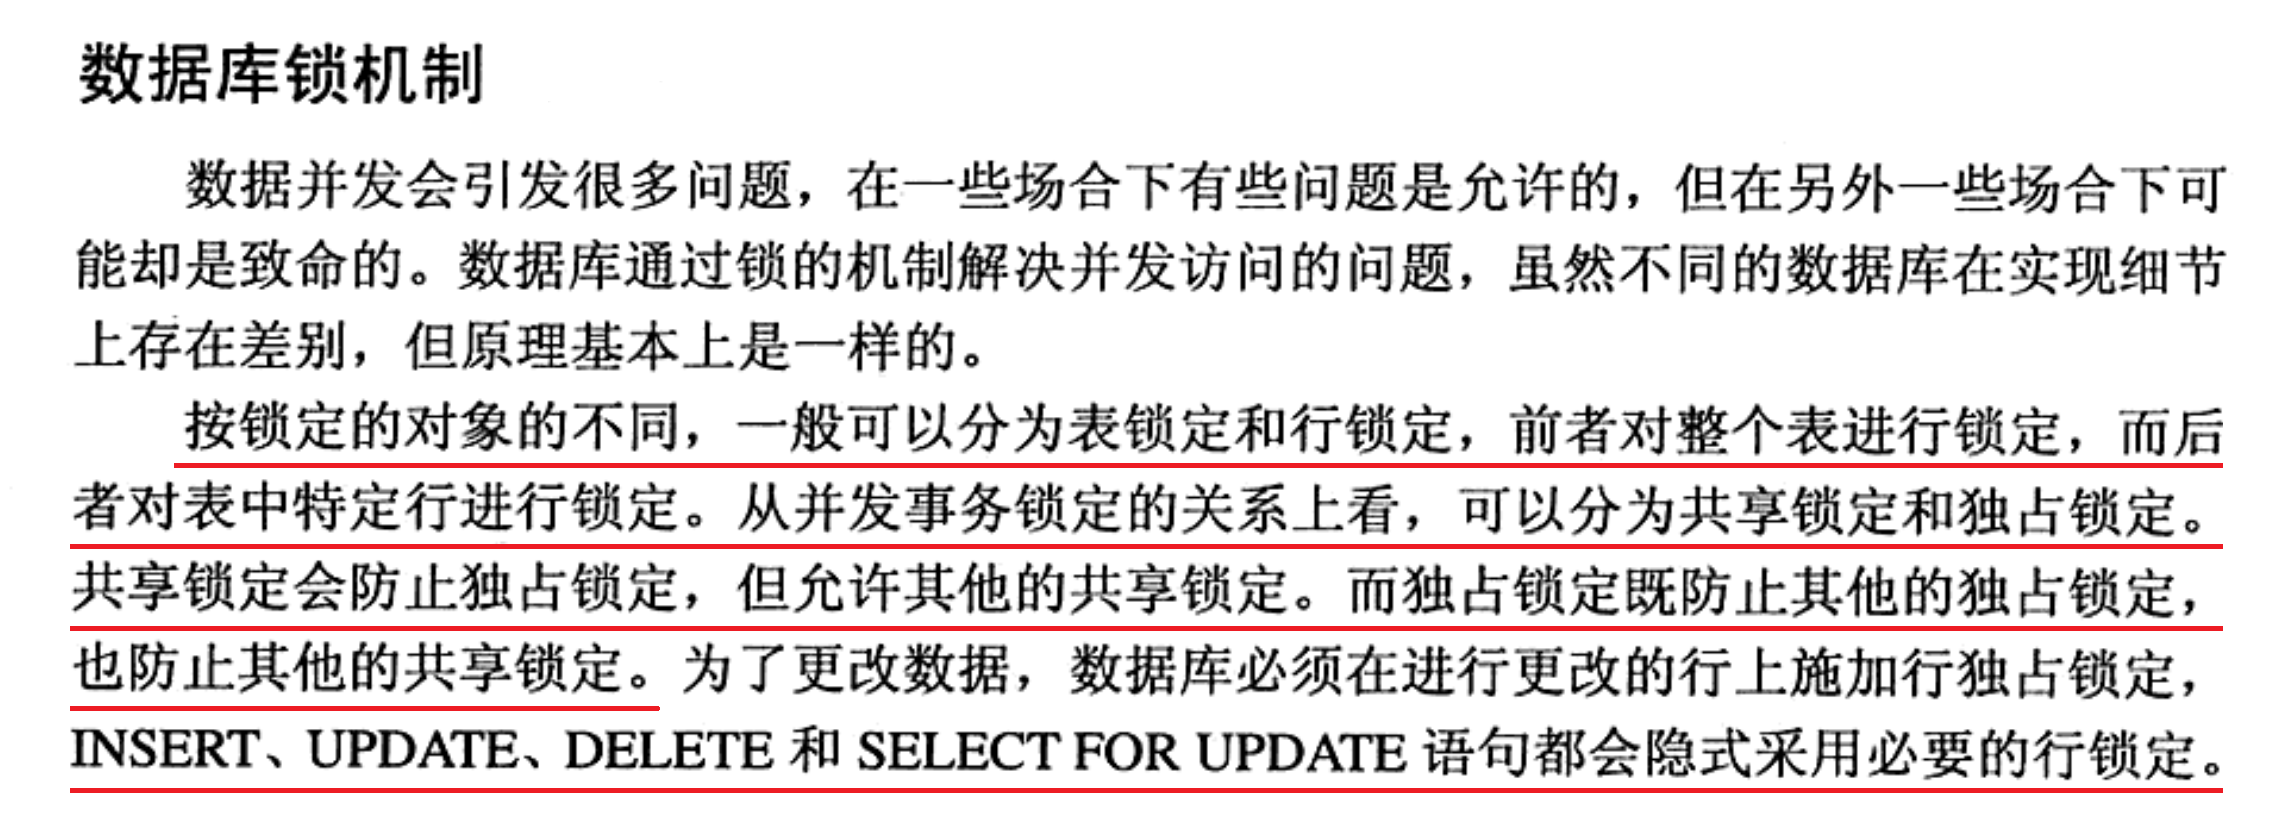 数据库锁机制
数据并发会引发很多问题，在一些场合下有些问题是允许的，但在另外一些场合下可
能却是致命的。数据库通过锁的机制解决并发访问的问题，虽然不同的数据库在实现细节
上存在差别，但原理基本上是一样的。
按锁定的对象的不同，一般可以分为表锁定和行锁定，前者对整个表进行锁定，而后
者对表中特定行进行锁定。从并发事务锁定的关系上看，可以分为共享锁定和独占锁定。
共享锁定会防止独占锁定，但允许其他的共享锁定。而独占锁定既防止其他的独占锁定，
也防止其他的共享锁定。为了更改数据，数据库必须在进行更改的行上施加行独占锁定，
INSERT、UPDATE、DELETE 和 SELECT FOR UPDATE 语句都会隐式采用必要的行锁定。